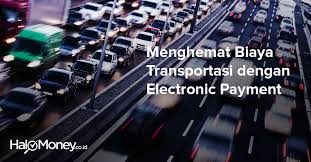 Menghemat Biaya
Transportasi dengan
Electronic Payment
HaloMoney.co.id